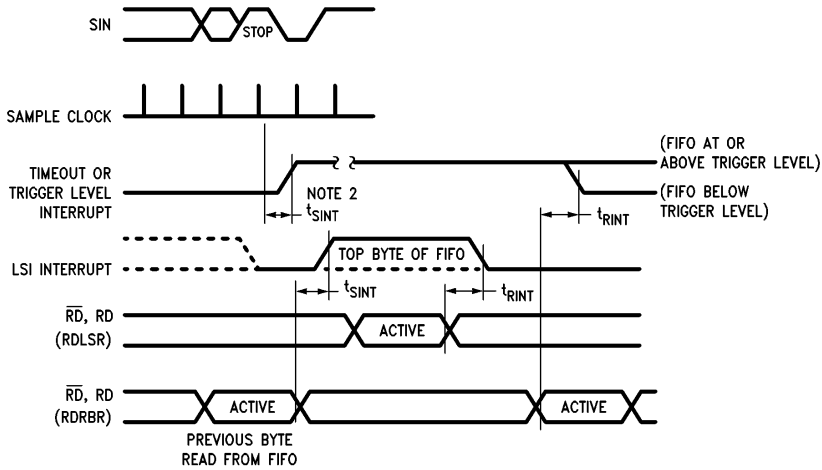 SIN
STOP
SAMPLE CLOCK
TIMEOUT OR
TRIGGER LEVEL
INTERRUPT
NOTE 2
tSINT
(FIFO AT OR
ABOVE TRIGGER LEVEL)
(FIFO BELOW
TRIGGER LEVEL)
tRINT
LSI INTERRUPT
TOP BYTE OF FIFO
tSINT
tRINT
R̅D̅, RD
(RDLSR)
ACTIVE
R̅D̅, RD
(RDRBR)
ACTIVE
ACTIVE
PREVIOUS BYTE
READ FROM FIFO